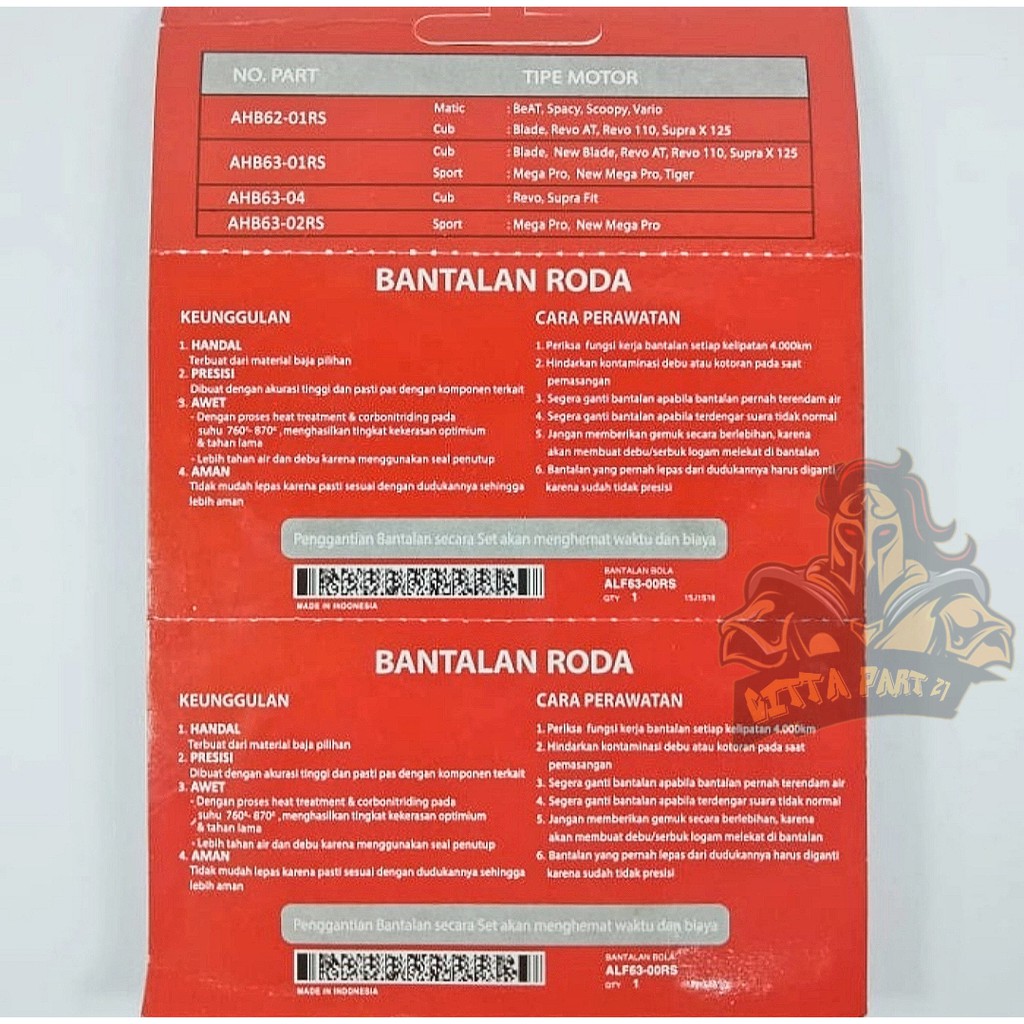 NO. PART TIPE MOTOR
AHB62-01RS Matic : BeAT, Spacy, Scoopy, Vario
Cub : Blade, Revo AT, Revo 110, Supra X 125
AHB63-01RS Cub : Blade, New Blade, Revo AT, Revo 110, Supra X 125
Sport : Mega Pro, New Mega Pro, Tiger
AHB63-04 Cub : Revo, Supra Fit
AHB63-02RS Sport : Mega Pro, New Mega Pro
BANTALAN RODA
KEUNGGULAN
1. HANDAL
Terbuat dari material baja pilihan
2. PRESISI
Dibuat dengan akurasi tinggi dan pasti pas dengan komponen terkait
3. AWET
- Dengan proses heat treatment & corbonitriding pada
suhu 760°- 870° , menghasilkan tingkat kekerasan optimium
& tahan lama
- Lebih tahan air dan debu karena menggunakan seal penutup
4. AMAN
Tidak mudah lepas karena pasti sesuai dengan dudukannya sehingga
lebih aman
CARA PERAWATAN
1. Periksa fungsi kerja bantalan setiap kelipatan 4.000km
2. Hindarkan kontaminasi debu atau kotoran pada saat
pemasangan
3. Segera ganti bantalan apabila bantalan pernah terendam air
4. Segera ganti bantalan apabila terdengar suara tidak normal
5. Jangan memberikan gemuk secara berlebihan, karena
akan membuat debu/serbuk logam melekat di bantalan
6. Bantalan yang pernah lepas dari dudukannya harus diganti
karena sudah tidak presisi
Penggantian Bantalan secara Set akan menghemat waktu dan biaya
MADE IN INDONESIA
BANTALAN BOLA
ALF63-00RS
QTY 1
BANTALAN RODA
KEUNGGULAN
1. HANDAL
Terbuat dari material baja pilihan
2. PRESISI
Dibuat dengan akurasi tinggi dan pasti pas dengan komponen terkait
3. AWET
- Dengan proses heat treatment & corbonitriding pada
suhu 760°- 870° , menghasilkan tingkat kekerasan optimium
& tahan lama
- Lebih tahan air dan debu karena menggunakan seal penutup
4. AMAN
Tidak mudah lepas karena pasti sesuai dengan dudukannya sehingga
lebih aman
CARA PERAWATAN
1. Periksa fungsi kerja bantalan setiap kelipatan 4.000km
2. Hindarkan kontaminasi debu atau kotoran pada saat
pemasangan
3. Segera ganti bantalan apabila bantalan pernah terendam air
4. Segera ganti bantalan apabila terdengar suara tidak normal
5. Jangan memberikan gemuk secara berlebihan, karena
akan membuat debu/serbuk logam melekat di bantalan
6. Bantalan yang pernah lepas dari dudukannya harus diganti
karena sudah tidak presisi
Penggantian Bantalan secara Set akan menghemat waktu dan biaya
MADE IN INDONESIA
BANTALAN BOLA
ALF63-00RS
QTY 1
GITTA PART 21